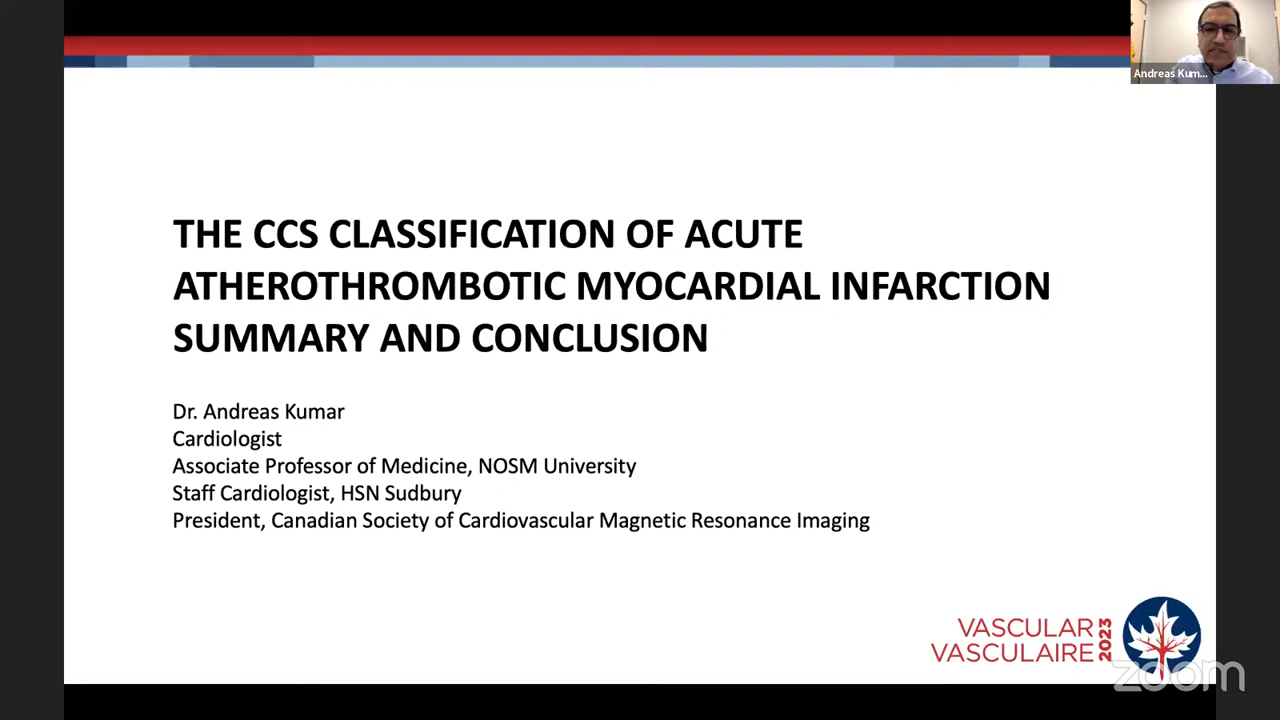 Andreas Kum...
THE CCS CLASSIFICATION OF ACUTE
ATHEROTHROMBOTIC MYOCARDIAL INFARCTION
SUMMARY AND CONCLUSION
Dr. Andreas Kumar
Cardiologist
Associate Professor of Medicine, NOSM University
Staff Cardiologist, HSN Sudbury
President, Canadian Society of Cardiovascular Magnetic Resonance Imaging
VASCULAR
VASCULAIRE
2023
zoom